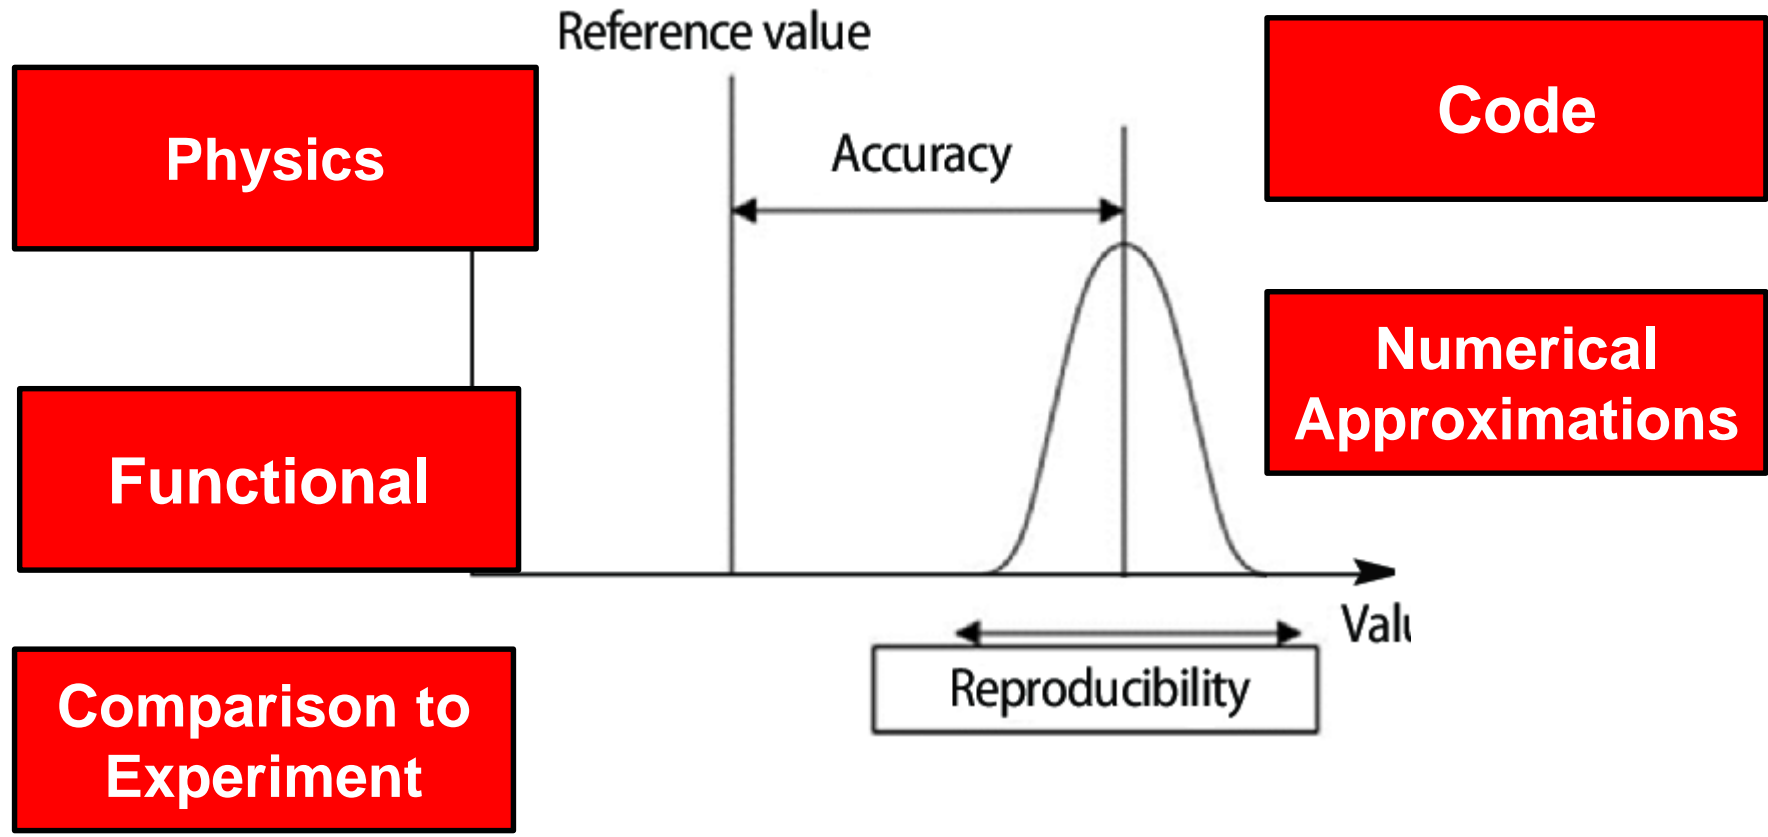 Reference value
Physics
Code
Accuracy
Numerical
Approximations
Functional
Reproducibility
Comparison to
Experiment